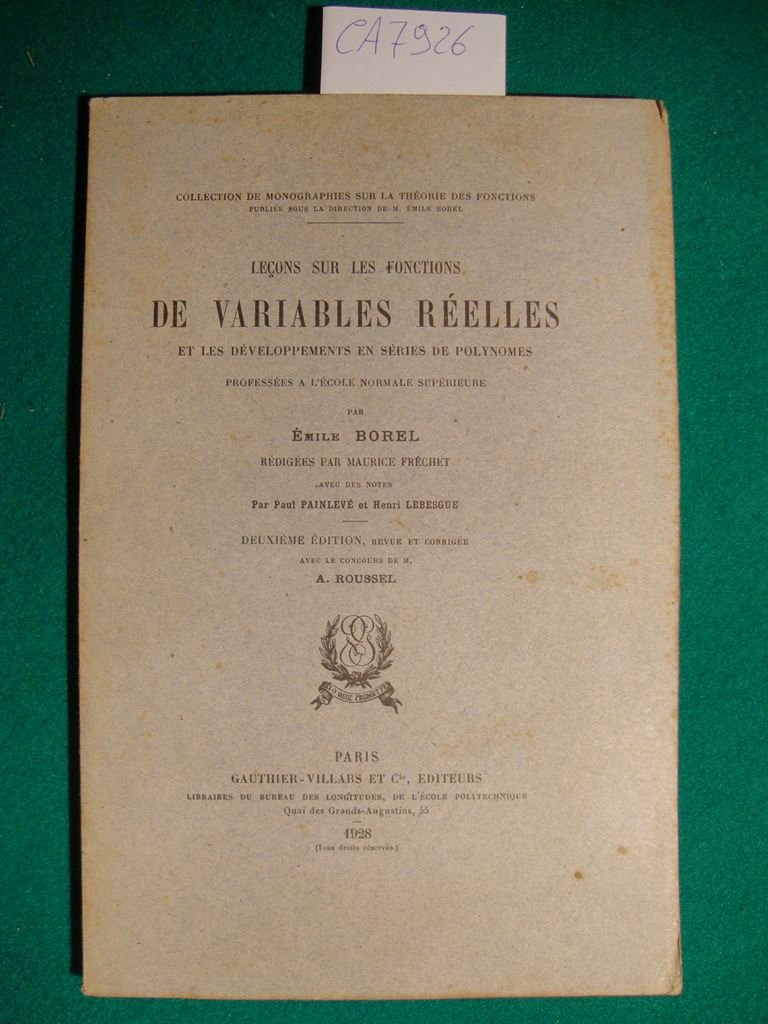 CA7926
COLLECTION DE MONOGRAPHIES SUR LA THÉORIE DES FONCTIONS
PUBLIÉE SOUS LA DIRECTION DE M. ÉMILE BOREL
LEÇONS SUR LES FONCTIONS
DE VARIABLES RÉELLES
ET LES DÉVELOPPEMENTS EN SÉRIES DE POLYNOMES
PROFESSÉES A L'ÉCOLE NORMALE SUPÉRIEURE
PAR
ÉMILE BOREL
RÉDIGÉES PAR MAURICE FRÉCHET
AVEC DES NOTES
Par Paul PAINLEVÉ et Henri LEBESGUE
DEUXIÈME ÉDITION, REVUE ET CORRIGÉE
AVEC LE CONCOURS DE M.
A. ROUSSEL
PARIS
GAUTHIER-VILLARS ET Cie, EDITEURS
LIBRAIRES DU BUREAU DES LONGITUDES, DE L'ÉCOLE POLYTECHNIQUE
Quai des Grands-Augustins, 55
1928
(Tous droits réservés.)